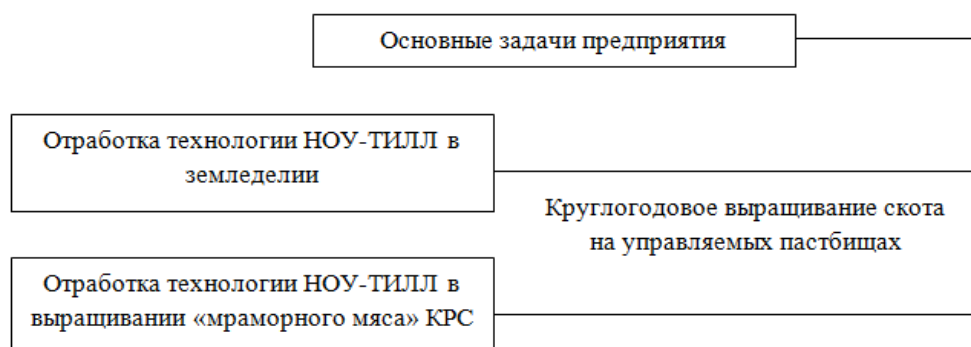 Основные задачи предприятия
Отработка технологии НОУ-ТИЛЛ в
земледелии
Круглогодовое выращивание скота
на управляемых пастбищах
Отработка технологии НОУ-ТИЛЛ в
выращивании «мраморного мяса» КРС